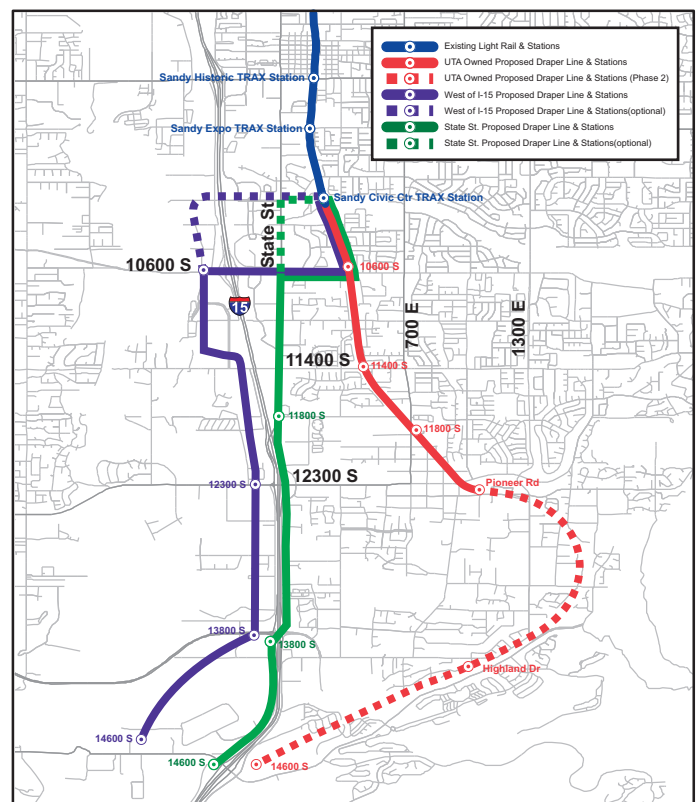 Existing Light Rail & Stations
UTA Owned Proposed Draper Line & Stations
UTA Owned Proposed Draper Line & Stations (Phase 2)
West of I-15 Proposed Draper Line & Stations
West of I-15 Proposed Draper Line & Stations(optional)
State St. Proposed Draper Line & Stations
State St. Proposed Draper Line & Stations(optional)
Sandy Historic TRAX Station
Sandy Expo TRAX Station
Sandy Civic Ctr TRAX Station
State St
10600 S
10600 S
15
700 E
1300 E
11400 S
11400 S
11800 S
11800 S
12300 S
12300 S
Pioneer Rd
13800 S
13800 S
Highland Dr
14600 S
14600 S
14600 S